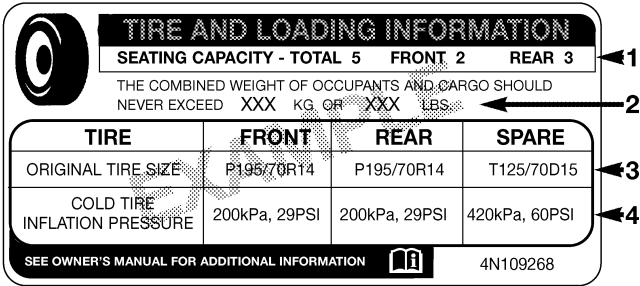 TIRE AND LOADING INFORMATION
SEATING CAPACITY - TOTAL 5 FRONT 2 REAR 3
1
THE COMBINED WEIGHT OF OCCUPANTS AND CARGO SHOULD
NEVER EXCEED XXX KG OR XXX LBS.
2
TIRE FRONT REAR SPARE
ORIGINAL TIRE SIZE P195/70R14 P195/70R14 T125/70D15
3
COLD TIRE
INFLATION PRESSURE 200kPa, 29PSI 200kPa, 29PSI 420kPa, 60PSI
4
SEE OWNER'S MANUAL FOR ADDITIONAL INFORMATION i 4N109268
EXAMPLE